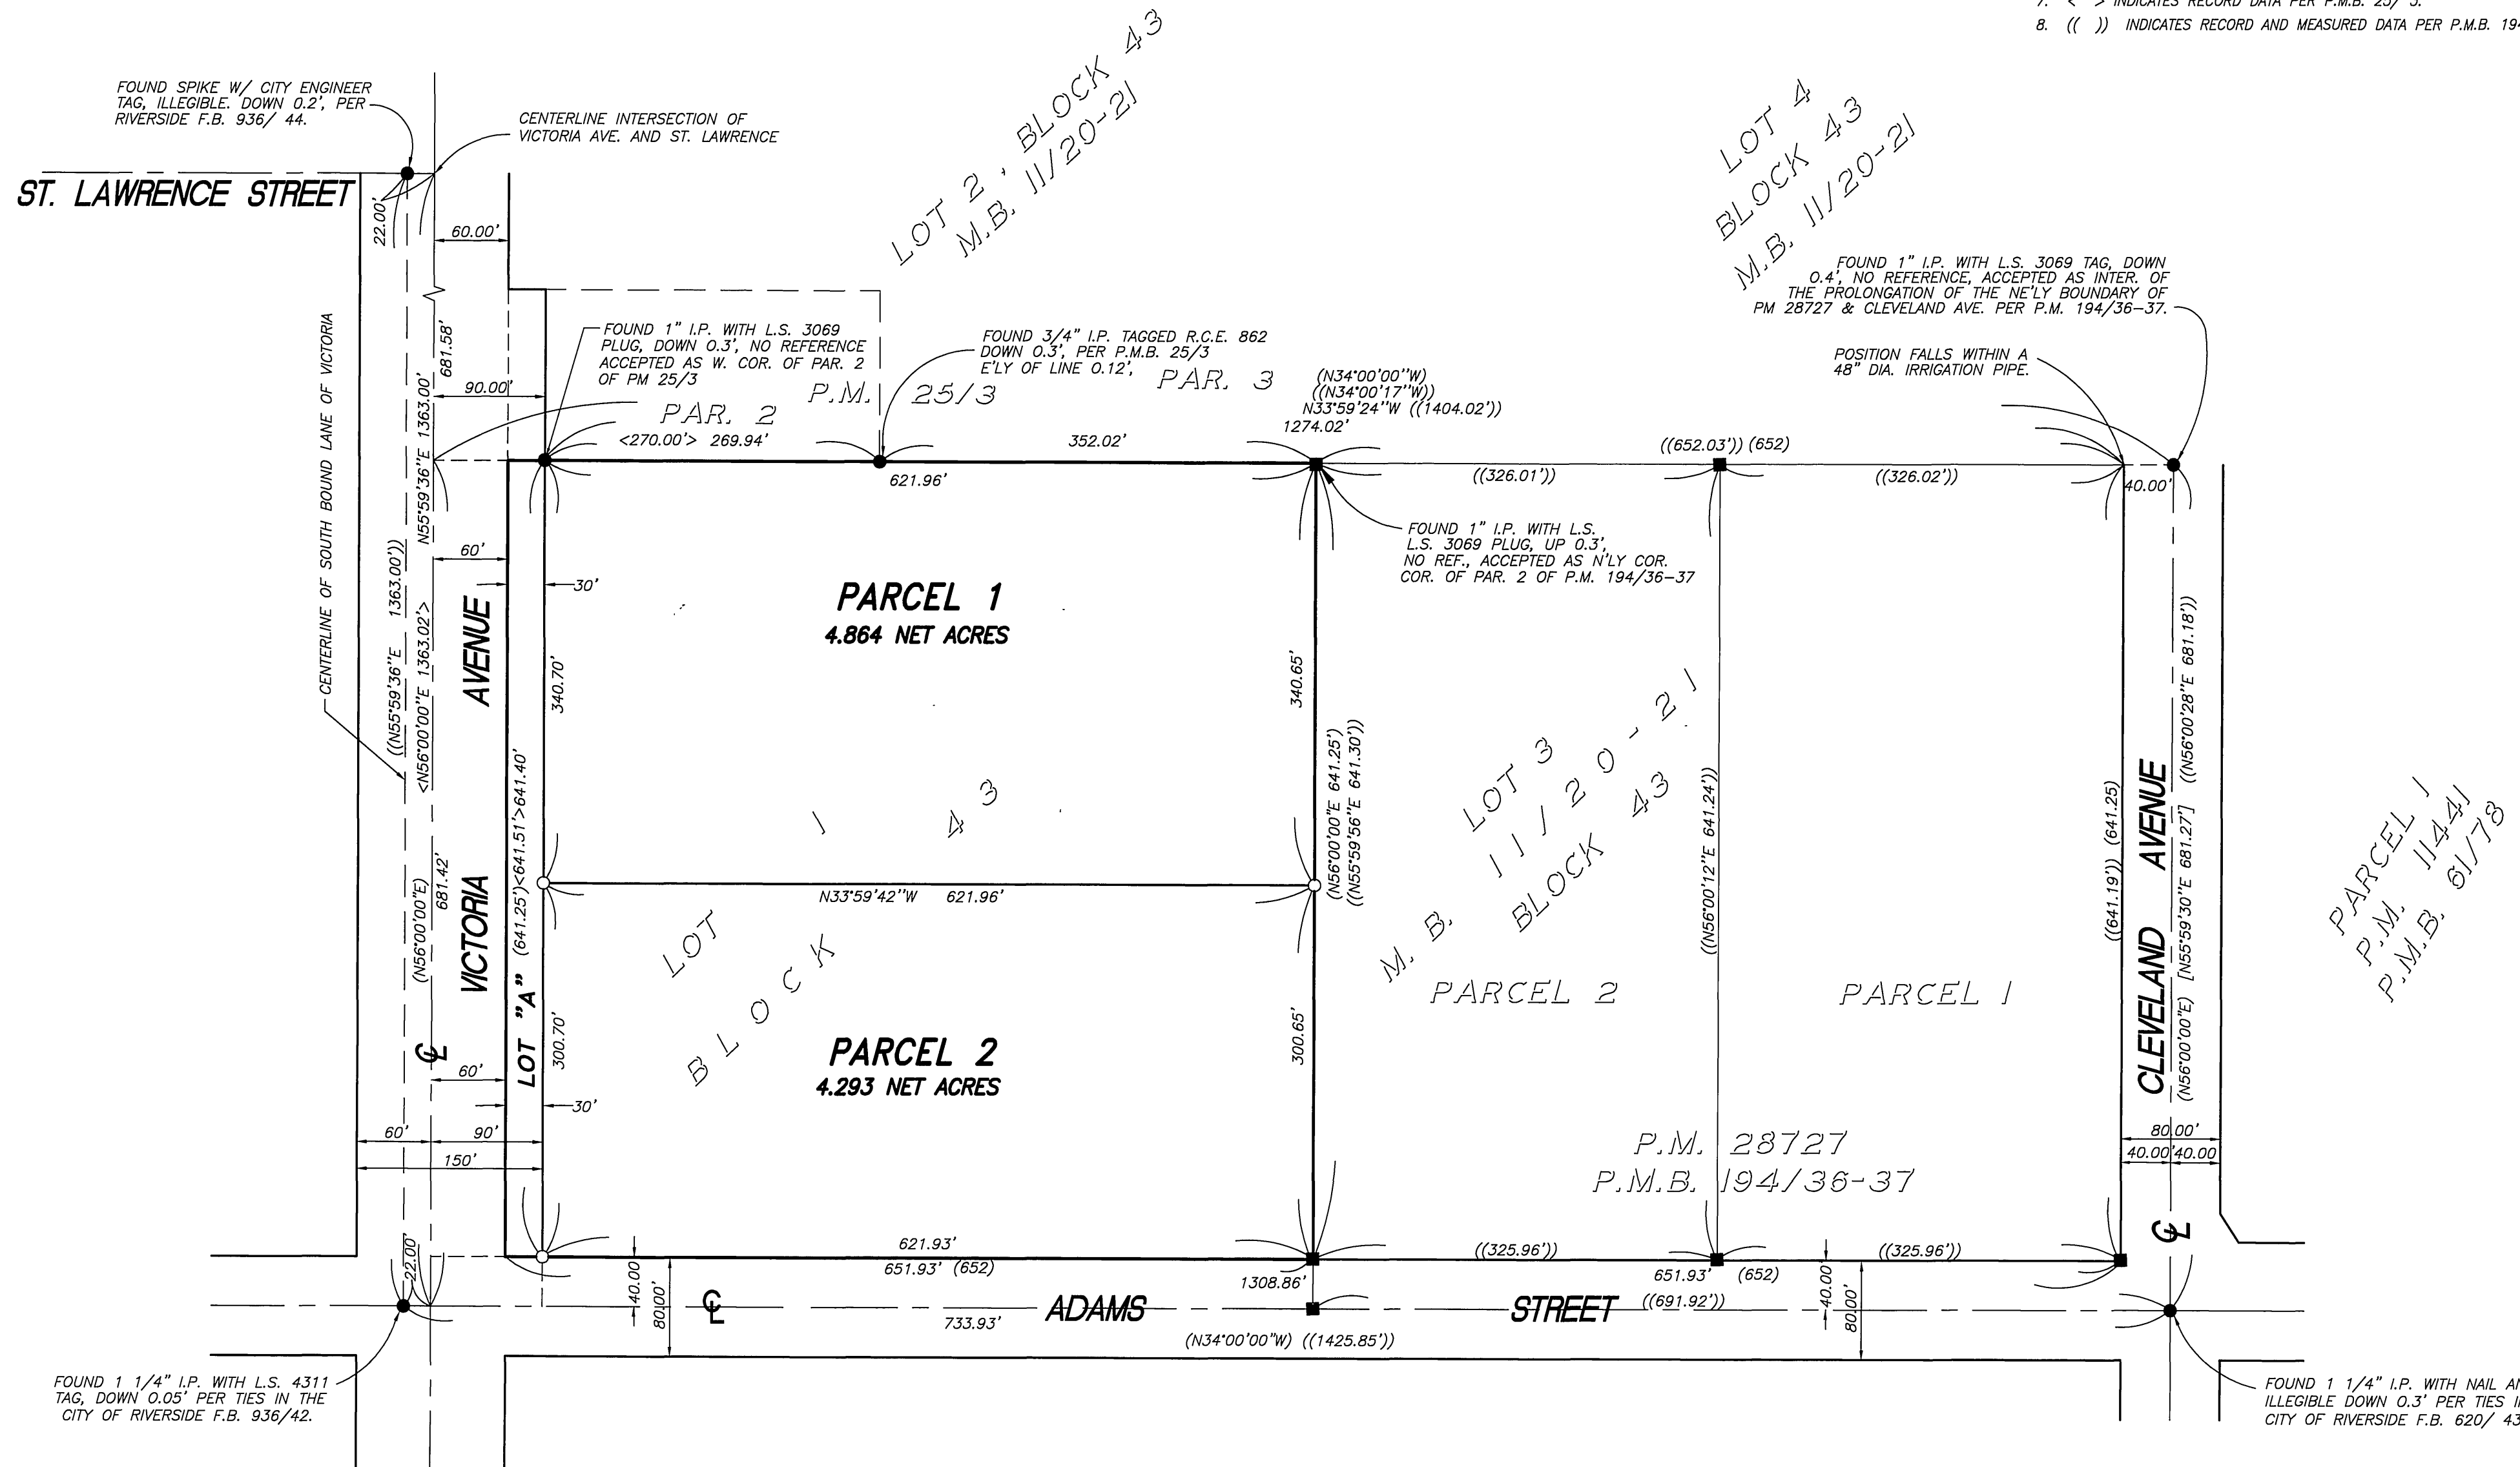 7. < > INDICATES RECORD DATA PER P.M.B. 25/ 3.
8. (( )) INDICATES RECORD AND MEASURED DATA PER P.M.B. 194
FOUND SPIKE W/ CITY ENGINEER
TAG, ILLEGIBLE. DOWN 0.2', PER
RIVERSIDE F.B. 936/ 44.
CENTERLINE INTERSECTION OF
VICTORIA AVE. AND ST. LAWRENCE
LOT 2, BLOCK 43
M.B. 11/20-21
LOT 4
BLOCK 43
M.B. 11/20-21
ST. LAWRENCE STREET
22.00'
60.00'
681.58'
90.00'
FOUND 1" I.P. WITH L.S. 3069
PLUG, DOWN 0.3', NO REFERENCE
ACCEPTED AS W. COR. OF PAR. 2
OF PM 25/3
FOUND 3/4" I.P. TAGGED R.C.E. 862
DOWN 0.3', PER P.M.B. 25/3
E'LY OF LINE 0.12',
P.M. 25/3
PAR. 2
PAR. 3
FOUND 1" I.P. WITH L.S. 3069 TAG, DOWN
0.4', NO REFERENCE, ACCEPTED AS INTER. OF
THE PROLONGATION OF THE NE'LY BOUNDARY OF
PM 28727 & CLEVELAND AVE. PER P.M. 194/36-37.
POSITION FALLS WITHIN A
48" DIA. IRRIGATION PIPE.
(N34°00'00"W)
((N34°00'17"W))
N33°59'24"W ((1404.02'))
1274.02'
<270.00'> 269.94'
352.02'
621.96'
((652.03')) (652)
((326.01'))
((326.02'))
40.00'
FOUND 1" I.P. WITH L.S.
L.S. 3069 PLUG, UP 0.3',
NO REF., ACCEPTED AS N'LY COR.
COR. OF PAR. 2 OF P.M. 194/36-37
CENTERLINE OF SOUTH BOUND LANE OF VICTORIA
((N55°59'36"E 1363.00'))
N55°59'36"E 1363.00'
<N56°00'00"E 1363.02'>
(N56°00'00"E)
681.42'
VICTORIA AVENUE
60'
30'
PARCEL 1
4.864 NET ACRES
340.70'
340.65'
(641.25')<641.51'>641.40'
LOT "A"
300.70'
N33°59'42"W 621.96'
LOT 1
BLOCK 43
(N56°00'00"E 641.25')
((N55°59'56"E 641.30'))
300.65'
PARCEL 2
4.293 NET ACRES
LOT 3
M. B. 11/20-21
BLOCK 43
((N56°00'12"E 641.24'))
PARCEL 2
PARCEL 1
P.M. 28727
P.M.B. 194/36-37
((641.19')) (641.25)
CLEVELAND AVENUE
((N56°00'28"E 681.18'))
[N55°59'30"E 681.27']
(N56°00'00"E)
PARCEL 1
P.M. 11441
P.M.B. 61/78
℄
60'
30'
60'
90'
150'
80.00'
40.00'
40.00
℄
22.00'
621.93'
651.93' (652)
((325.96'))
((325.96'))
1308.86'
651.93' (652)
40.00'
80.00'
℄
ADAMS STREET
((691.92'))
40.00'
80.00'
733.93'
(N34°00'00"W) ((1425.85'))
FOUND 1 1/4" I.P. WITH L.S. 4311
TAG, DOWN 0.05' PER TIES IN THE
CITY OF RIVERSIDE F.B. 936/42.
FOUND 1 1/4" I.P. WITH NAIL
ILLEGIBLE DOWN 0.3' PER TIES
CITY OF RIVERSIDE F.B. 620/ 43